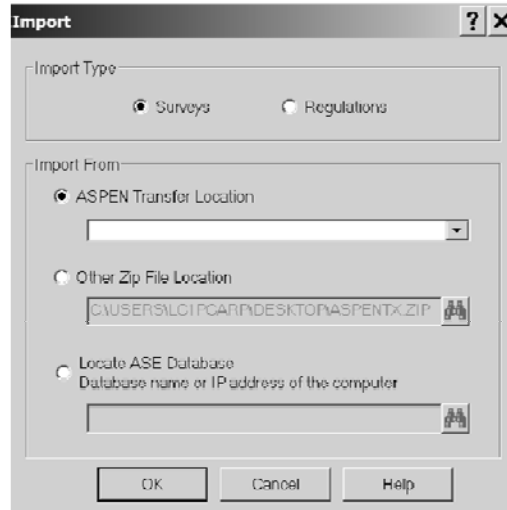 Import
? X
Import Type
Surveys
Regulations
Import From
ASPEN Transfer Location
Other Zip File Location
C:\USERS\LC1PCARP\DESKTOP\ASPENTX.ZIP
Locate ASE Database
Database name or IP address of the computer
OK
Cancel
Help